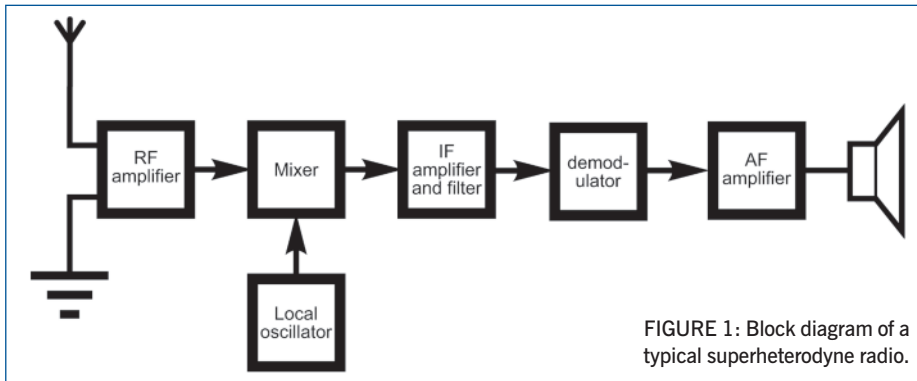 RF
amplifier
Mixer
IF
amplifier
and filter
demod-
ulator
AF
amplifier
Local
oscillator
FIGURE 1: Block diagram of a
typical superheterodyne radio.